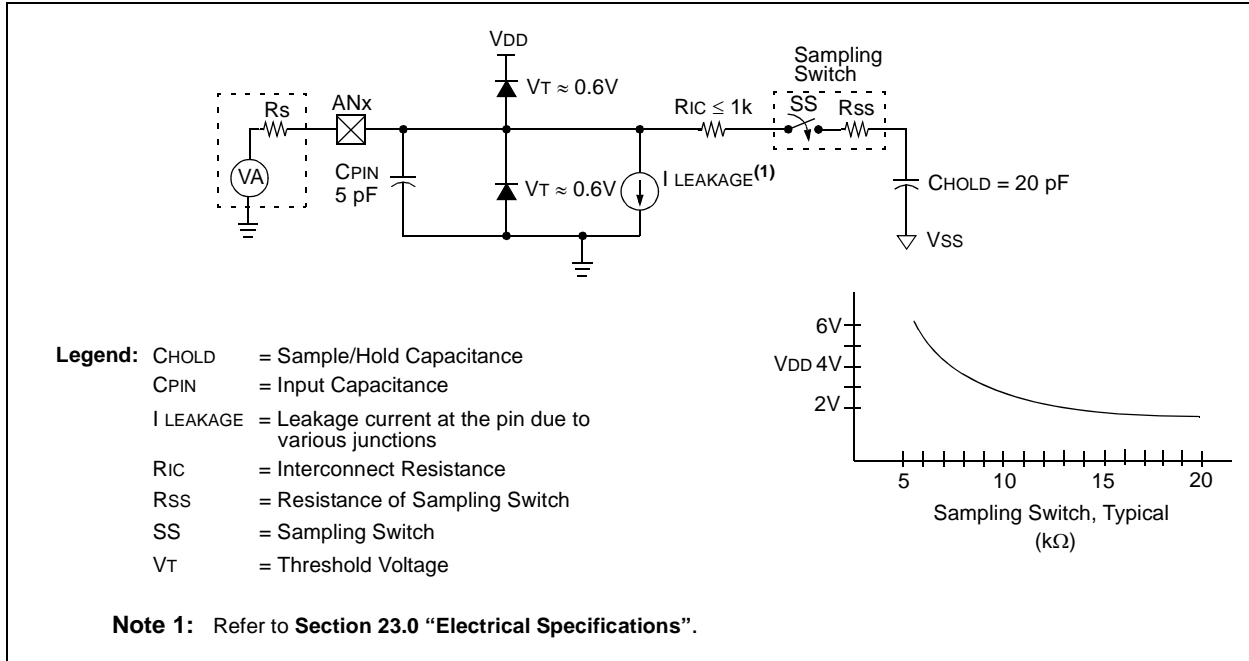 VDD
Sampling
Switch
VT ≈ 0.6V
ANx
RIC ≤ 1k
SS
RSS
Rs
VA
CPIN
5 pF
VT ≈ 0.6V
I LEAKAGE(1)
CHOLD = 20 pF
VSS
Legend: CHOLD = Sample/Hold Capacitance
CPIN = Input Capacitance
I LEAKAGE = Leakage current at the pin due to
various junctions
RIC = Interconnect Resistance
RSS = Resistance of Sampling Switch
SS = Sampling Switch
VT = Threshold Voltage
6V
VDD 4V
2V
5 10 15 20
Sampling Switch, Typical
(kΩ)
Note 1: Refer to Section 23.0 “Electrical Specifications”.